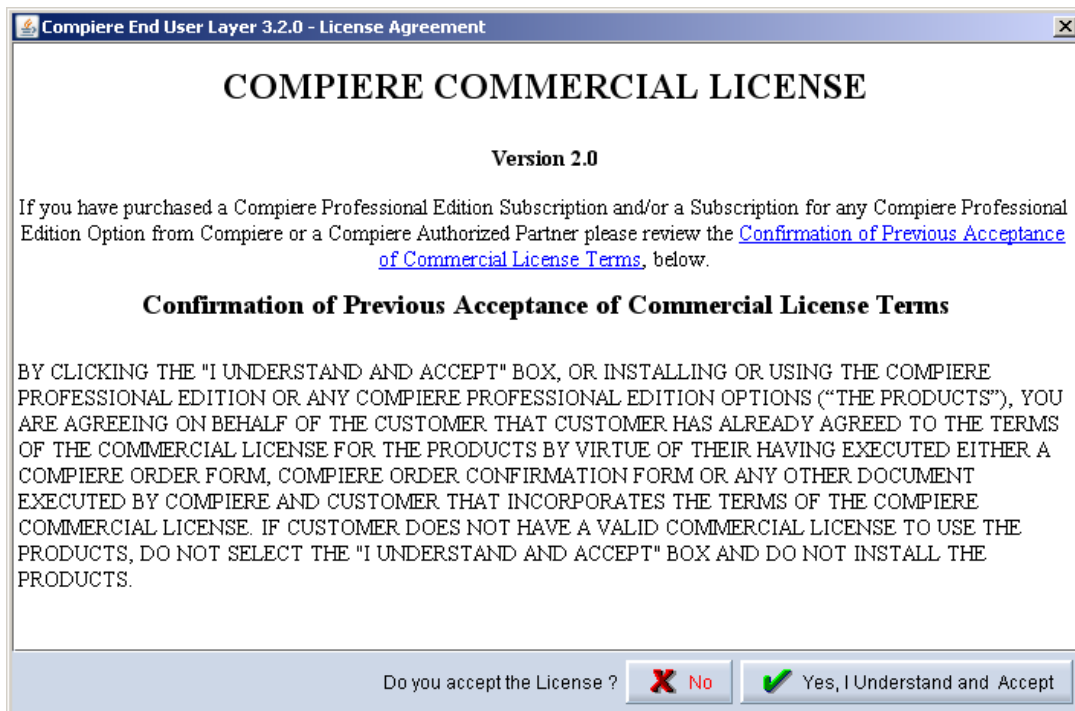 Compiere End User Layer 3.2.0 - License Agreement
COMPIERE COMMERCIAL LICENSE
Version 2.0
If you have purchased a Compiere Professional Edition Subscription and/or a Subscription for any Compiere Professional
Edition Option from Compiere or a Compiere Authorized Partner please review the Confirmation of Previous Acceptance
of Commercial License Terms, below.
Confirmation of Previous Acceptance of Commercial License Terms
BY CLICKING THE "I UNDERSTAND AND ACCEPT" BOX, OR INSTALLING OR USING THE COMPIERE
PROFESSIONAL EDITION OR ANY COMPIERE PROFESSIONAL EDITION OPTIONS (“THE PRODUCTS”), YOU
ARE AGREEING ON BEHALF OF THE CUSTOMER THAT CUSTOMER HAS ALREADY AGREED TO THE TERMS
OF THE COMMERCIAL LICENSE FOR THE PRODUCTS BY VIRTUE OF THEIR HAVING EXECUTED EITHER A
COMPIERE ORDER FORM, COMPIERE ORDER CONFIRMATION FORM OR ANY OTHER DOCUMENT
EXECUTED BY COMPIERE AND CUSTOMER THAT INCORPORATES THE TERMS OF THE COMPIERE
COMMERCIAL LICENSE. IF CUSTOMER DOES NOT HAVE A VALID COMMERCIAL LICENSE TO USE THE
PRODUCTS, DO NOT SELECT THE "I UNDERSTAND AND ACCEPT" BOX AND DO NOT INSTALL THE
PRODUCTS.
Do you accept the License ? No Yes, I Understand and Accept